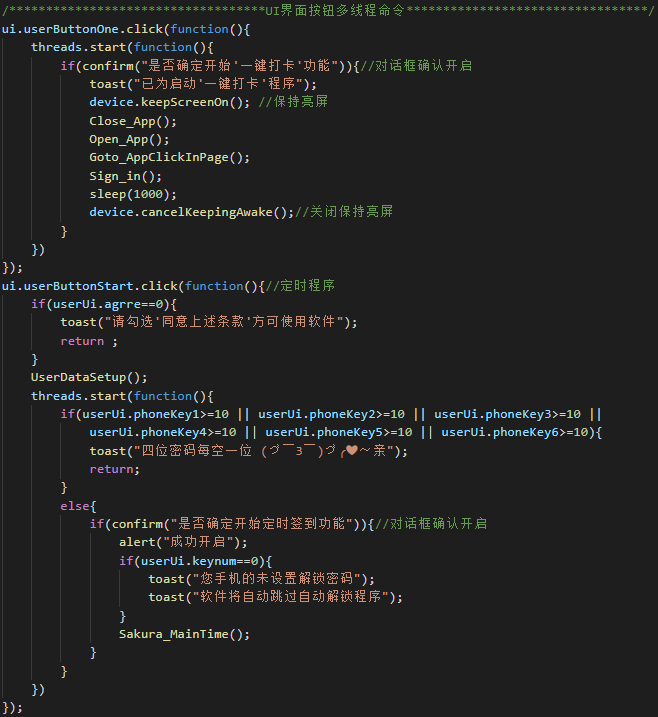 /***********************************UI界面按钮多线程命令*********************************/
ui.userButtonOne.click(function(){
    threads.start(function(){
        if(confirm("是否确定开始'一键打卡'功能")){//对话框确认开启
            toast("已为启动'一键打卡'程序");
            device.keepScreenOn(); //保持亮屏
            Close_App();
            Open_App();
            Goto_AppClickInPage();
            Sign_in();
            sleep(1000);
            device.cancelKeepingAwake();//关闭保持亮屏
        }
    })
});
ui.userButtonStart.click(function(){//定时程序
    if(userUi.agrre==0){
        toast("请勾选'同意上述条款'方可使用软件");
        return ;
    }
    UserDataSetup();
    threads.start(function(){
        if(userUi.phoneKey1>=10 || userUi.phoneKey2>=10 || userUi.phoneKey3>=10 ||
            userUi.phoneKey4>=10 || userUi.phoneKey5>=10 || userUi.phoneKey6>=10){
            toast("四位密码每空一位 (づ￣3￣)づ╭❤～亲");
            return;
        }
        else{
            if(confirm("是否确定开始定时签到功能")){//对话框确认开启
                alert("成功开启");
                if(userUi.keynum==0){
                    toast("您手机的未设置解锁密码");
                    toast("软件将自动跳过自动解锁程序");
                }
                Sakura_MainTime();
            }
        }
    })
});